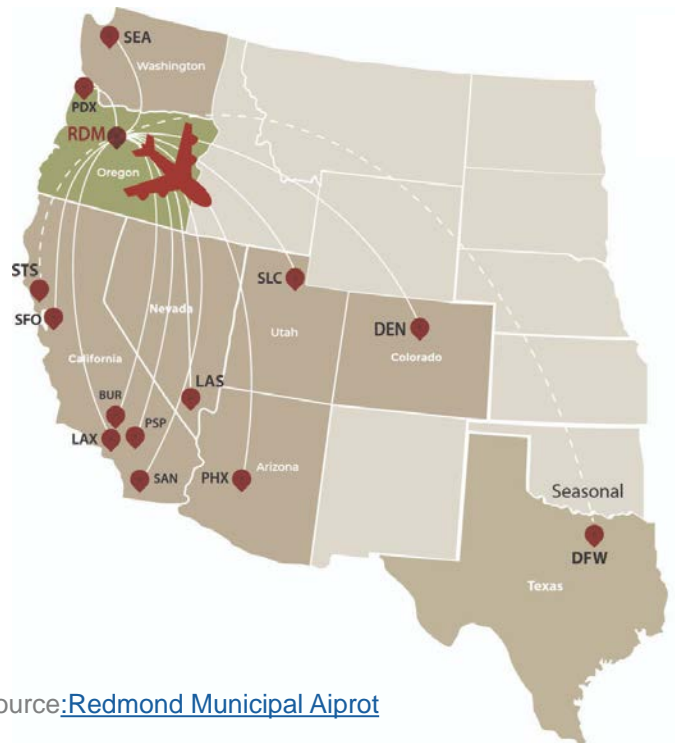 SEA
Washington
PDX
RDM
Oregon
STS
SLC
SFO
Nevada
Utah
DEN
Colorado
California
LAS
BUR
PSP
LAX
SAN
PHX
Arizona
Seasonal
DFW
Texas
ource:Redmond Municipal Aiprot